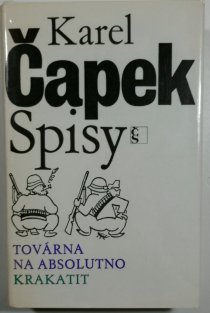 Karel
Čapek
Spisy
TOVÁRNA
NA ABSOLUTNO
KRAKATIT